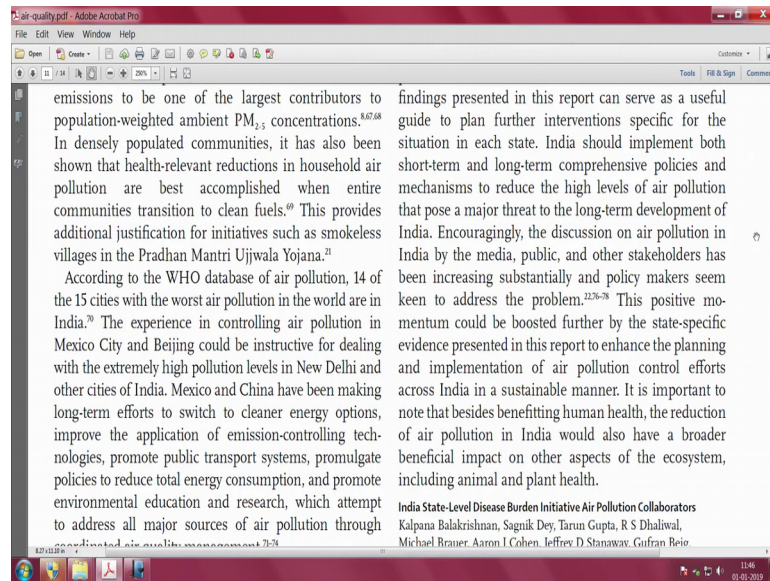 air-quality.pdf - Adobe Acrobat Pro
File Edit View Window Help
Open Create Customize
11 / 14 250% Tools Fill & Sign Comment
emissions to be one of the largest contributors to
population-weighted ambient PM2·5 concentrations.8,67,68
In densely populated communities, it has also been
shown that health-relevant reductions in household air
pollution are best accomplished when entire
communities transition to clean fuels.69 This provides
additional justification for initiatives such as smokeless
villages in the Pradhan Mantri Ujjwala Yojana.21
According to the WHO database of air pollution, 14 of
the 15 cities with the worst air pollution in the world are in
India.70 The experience in controlling air pollution in
Mexico City and Beijing could be instructive for dealing
with the extremely high pollution levels in New Delhi and
other cities of India. Mexico and China have been making
long-term efforts to switch to cleaner energy options,
improve the application of emission-controlling tech-
nologies, promote public transport systems, promulgate
policies to reduce total energy consumption, and promote
environmental education and research, which attempt
to address all major sources of air pollution through
coordinated air quality management.71–74
findings presented in this report can serve as a useful
guide to plan further interventions specific for the
situation in each state. India should implement both
short-term and long-term comprehensive policies and
mechanisms to reduce the high levels of air pollution
that pose a major threat to the long-term development of
India. Encouragingly, the discussion on air pollution in
India by the media, public, and other stakeholders has
been increasing substantially and policy makers seem
keen to address the problem.22,76–78 This positive mo-
mentum could be boosted further by the state-specific
evidence presented in this report to enhance the planning
and implementation of air pollution control efforts
across India in a sustainable manner. It is important to
note that besides benefitting human health, the reduction
of air pollution in India would also have a broader
beneficial impact on other aspects of the ecosystem,
including animal and plant health.
India State-Level Disease Burden Initiative Air Pollution Collaborators
Kalpana Balakrishnan, Sagnik Dey, Tarun Gupta, R S Dhaliwal,
Michael Brauer, Aaron J Cohen, Jeffrey D Stanaway, Gufran Beig,
8.27 x 11.10 in
11:46
01-01-2019